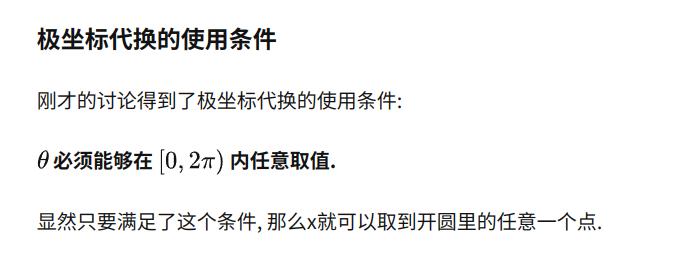 极坐标代换的使用条件
刚才的讨论得到了极坐标代换的使用条件:
θ 必须能够在 [0, 2π) 内任意取值.
显然只要满足了这个条件, 那么x就可以取到开圆里的任意一个点.